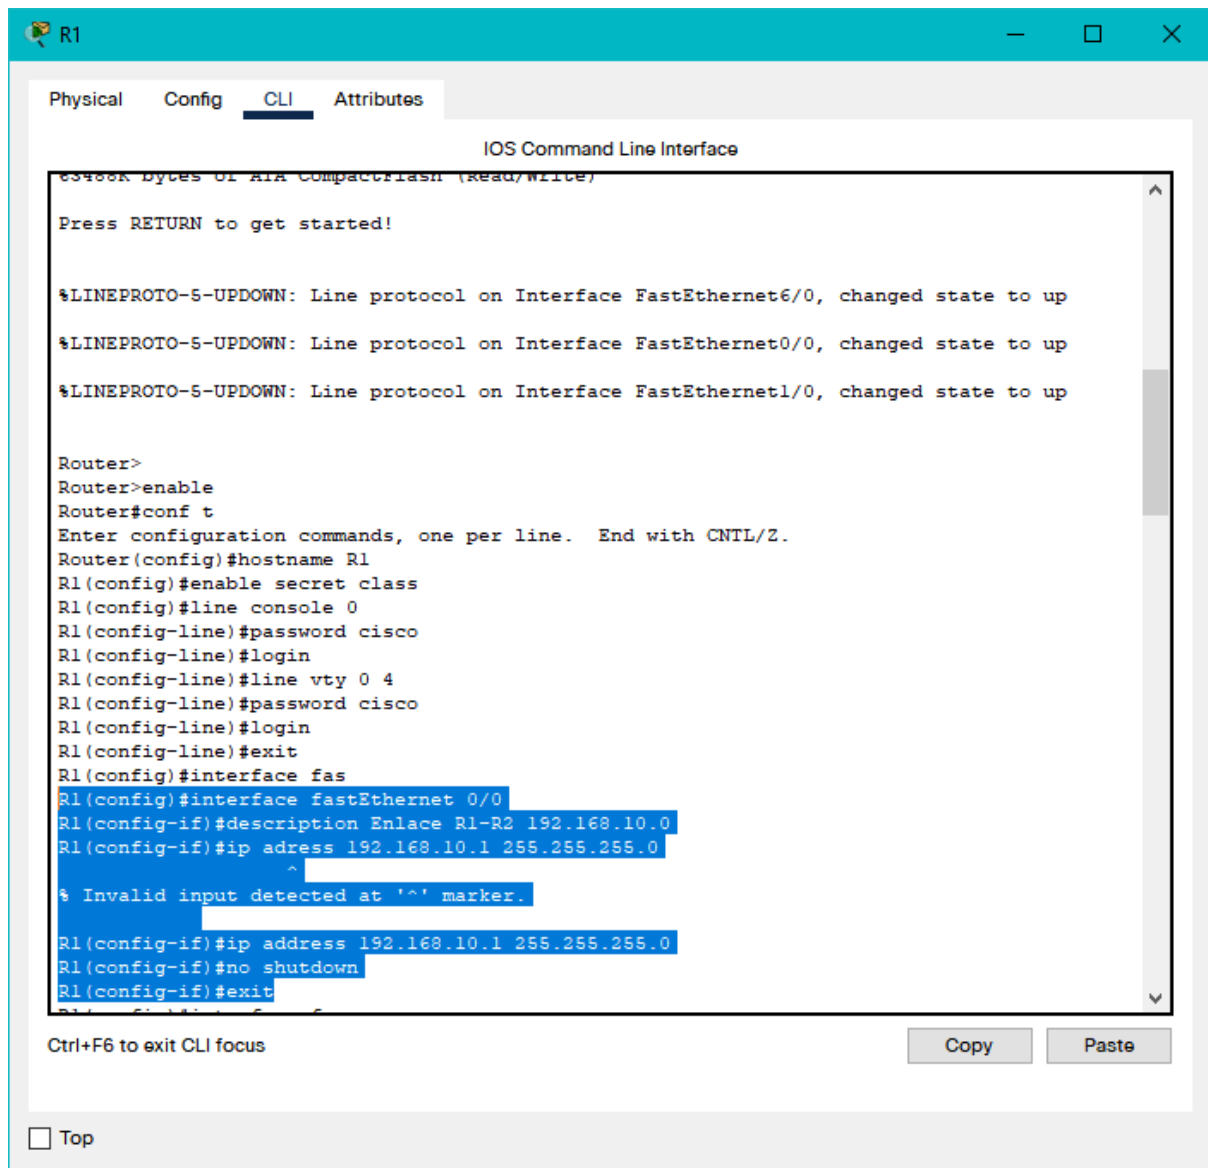 R1
Physical Config CLI Attributes
IOS Command Line Interface
63488K bytes of ATA CompactFlash (Read/Write)
Press RETURN to get started!
%LINEPROTO-5-UPDOWN: Line protocol on Interface FastEthernet6/0, changed state to up
%LINEPROTO-5-UPDOWN: Line protocol on Interface FastEthernet0/0, changed state to up
%LINEPROTO-5-UPDOWN: Line protocol on Interface FastEthernet1/0, changed state to up
Router>
Router>enable
Router#conf t
Enter configuration commands, one per line.  End with CNTL/Z.
Router(config)#hostname R1
R1(config)#enable secret class
R1(config)#line console 0
R1(config-line)#password cisco
R1(config-line)#login
R1(config-line)#line vty 0 4
R1(config-line)#password cisco
R1(config-line)#login
R1(config-line)#exit
R1(config)#interface fas
R1(config)#interface fastEthernet 0/0
R1(config-if)#description Enlace R1-R2 192.168.10.0
R1(config-if)#ip adress 192.168.10.1 255.255.255.0
^
% Invalid input detected at '^' marker.
R1(config-if)#ip address 192.168.10.1 255.255.255.0
R1(config-if)#no shutdown
R1(config-if)#exit
Ctrl+F6 to exit CLI focus
Copy Paste
Top